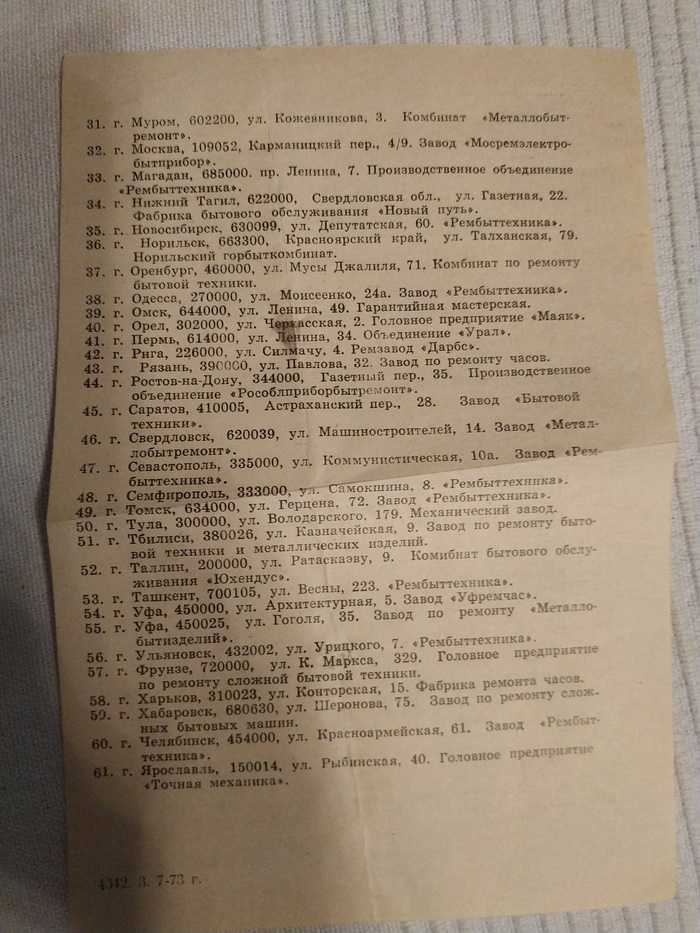 31. г. Муром, 602200, ул. Кожевникова, 3. Комбинат «Металлобыт-
ремонт».
32. г. Москва, 109052, Карманицкий пер., 4/9. Завод «Мосремэлектро-
бытприбор».
33. г. Магадан, 685000. пр. Ленина, 7. Производственное объединение
«Рембыттехника».
34. г. Нижний Тагил, 622000, Свердловская обл., ул. Газетная, 22.
Фабрика бытового обслуживания «Новый путь».
35. г. Новосибирск, 630099, ул. Депутатская, 60. «Рембыттехника».
36. г. Норильск, 663300, Красноярский край, ул. Талханская, 79.
Норильский горбыткомбинат.
37. г. Оренбург, 460000, ул. Мусы Джалиля, 71. Комбинат по ремонту
бытовой техники.
38. г. Одесса, 270000, ул. Моисеенко, 24а. Завод «Рембыттехника».
39. г. Омск, 644000, ул. Ленина, 49. Гарантийная мастерская.
40. г. Орел, 302000, ул. Черкасская, 2. Головное предприятие «Маяк».
41. г. Пермь, 614000, ул. Ленина, 34. Объединение «Урал».
42. г. Рига, 226000, ул. Силмачу, 4. Ремзавод «Дарбс».
43. г. Рязань, 390000, ул. Павлова, 32. Завод по ремонту часов.
44. г. Ростов-на-Дону, 344000, Газетный пер., 35. Производственное
объединение «Рособлприборбытремонт».
45. г. Саратов, 410005, Астраханский пер., 28. Завод «Бытовой
техники».
46. г. Свердловск, 620039, ул. Машиностроителей, 14. Завод «Метал-
лобытремонт».
47. г. Севастополь, 335000, ул. Коммунистическая, 10а. Завод «Рем-
быттехника».
48. г. Семфирополь, 333000, ул. Самокшина, 8. «Рембыттехника».
49. г. Томск, 634000, ул. Герцена, 72. Завод «Рембыттехника».
50. г. Тула, 300000, ул. Володарского, 179. Механический завод.
51. г. Тбилиси, 380026, ул. Казначейская, 9. Завод по ремонту быто-
вой техники и металлических изделий.
52. г. Таллин, 200000, ул. Ратасказву, 9. Комибнат бытового обслу-
живания «Юхендус».
53. г. Ташкент, 700105, ул. Весны, 223. «Рембыттехника».
54. г. Уфа, 450000, ул. Архитектурная, 5. Завод «Уфремчас».
55. г. Уфа, 450025, ул. Гоголя, 35. Завод по ремонту «Металло-
бытизделий».
56. г. Ульяновск, 432002, ул. Урицкого, 7. «Рембыттехника».
57. г. Фрунзе, 720000, ул. К. Маркса, 329. Головное предприятие
по ремонту сложной бытовой техники.
58. г. Харьков, 310023, ул. Конторская, 15. Фабрика ремонта часов.
59. г. Хабаровск, 680630, ул. Шеронова, 75. Завод по ремонту слож-
ных бытовых машин.
60. г. Челябинск, 454000, ул. Красноармейская, 61. Завод «Рембыт-
техника».
61. г. Ярославль, 150014, ул. Рыбинская, 40. Головное предприятие
«Точная механика».
4342. З. 7-73 г.